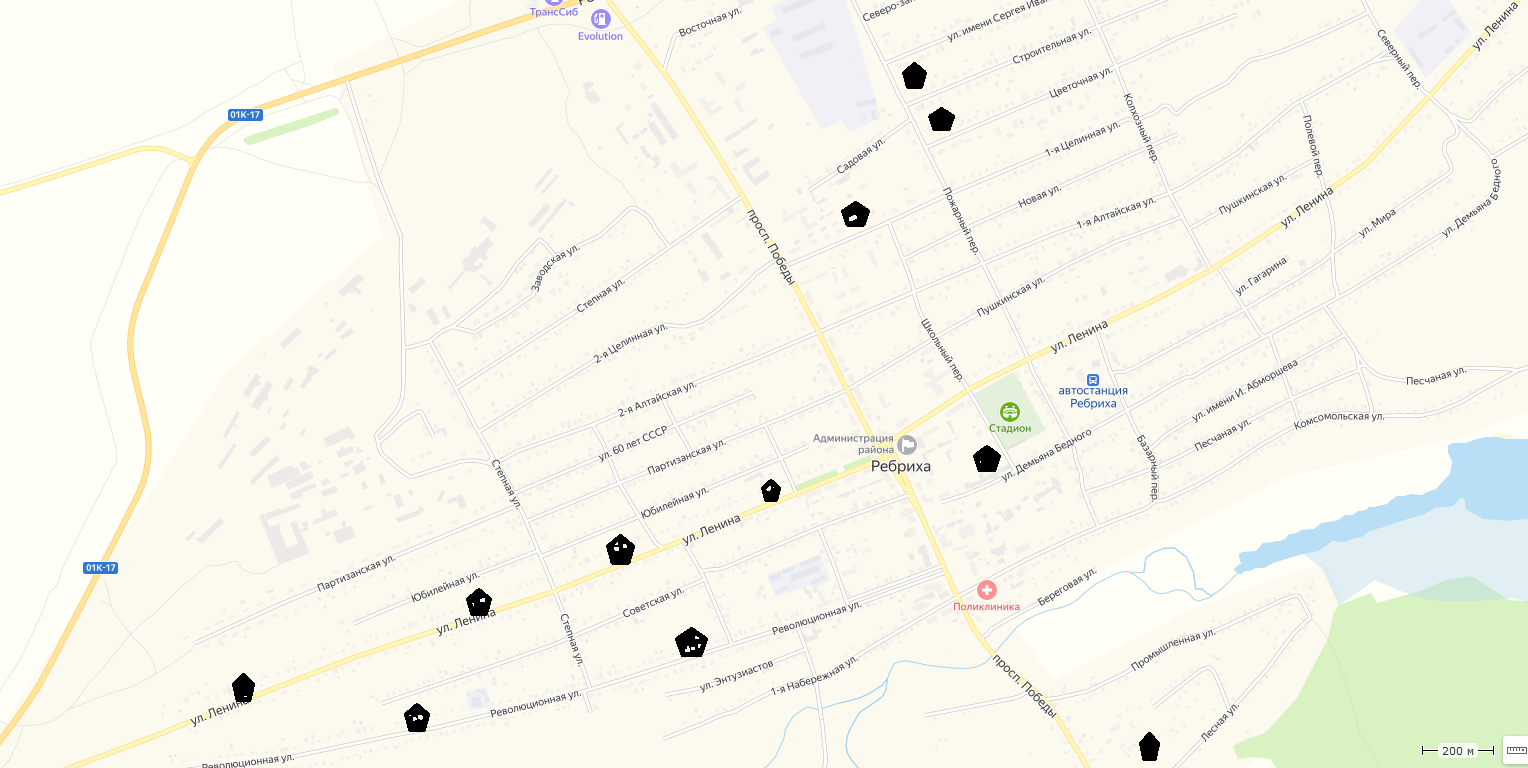 ТрансСиб
Evolution
Восточная ул.
ул. имени Сергея Иван
Строительная ул.
Цветочная ул.
Северный пер.
ул. Ленина
01К-17
Колхозный пер.
1-я Целинная ул.
Полевой пер.
Садовая ул.
Новая ул.
Пожарный пер.
1-я Алтайская ул.
Пушкинская ул.
ул. Ленина
ул. Мира
ул. Демьяна Бедного
просп. Победы
Заводская ул.
Степная ул.
ул. Гагарина
Пушкинская ул.
2-я Целинная ул.
Школьный пер.
ул. Ленина
автостанция
Ребриха
2-я Алтайская ул.
ул. имени И. Абморшева
Песчаная ул.
Стадион
Комсомольская ул.
Песчаная ул.
ул. 60 лет СССР
Партизанская ул.
Администрация
района
Ребриха
ул. Демьяна Бедного
Базарный пер.
Степная ул.
Юбилейная ул.
ул. Ленина
01К-17
Партизанская ул.
Юбилейная ул.
Советская ул.
Революционная ул.
Поликлиника
Береговая ул.
ул. Ленина
Степная ул.
Промышленная ул.
ул. Энтузиастов
1-я Набережная ул.
просп. Победы
ул. Ленина
Революционная ул.
Лесная ул.
Революционная ул.
200 м